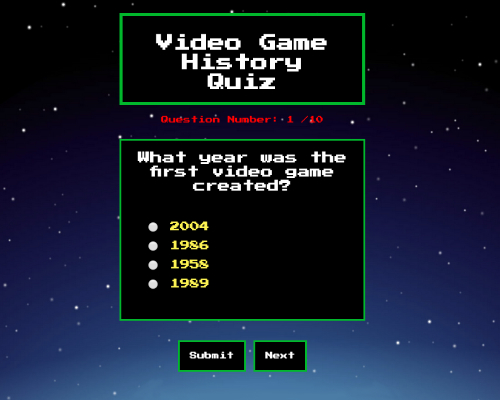 Video Game
History
Quiz
Question Number: 1 /10
What year was the
first video game
created?
2004
1986
1958
1989
Submit
Next